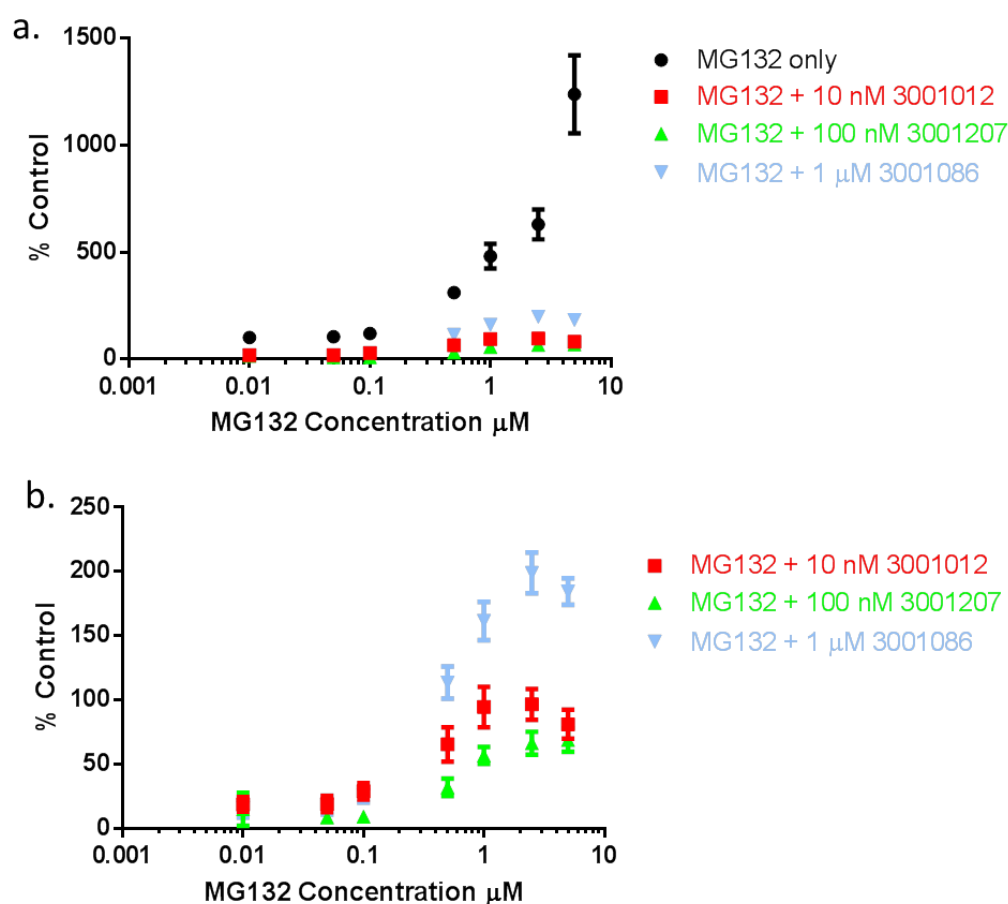 a.
1500
1000
500
0
% Control
0.001
0.01
0.1
1
10
MG132 Concentration μM
MG132 only
MG132 + 10 nM 3001012
MG132 + 100 nM 3001207
MG132 + 1 μM 3001086
b.
250
200
150
100
50
0
% Control
0.001
0.01
0.1
1
10
MG132 Concentration μM
MG132 + 10 nM 3001012
MG132 + 100 nM 3001207
MG132 + 1 μM 3001086